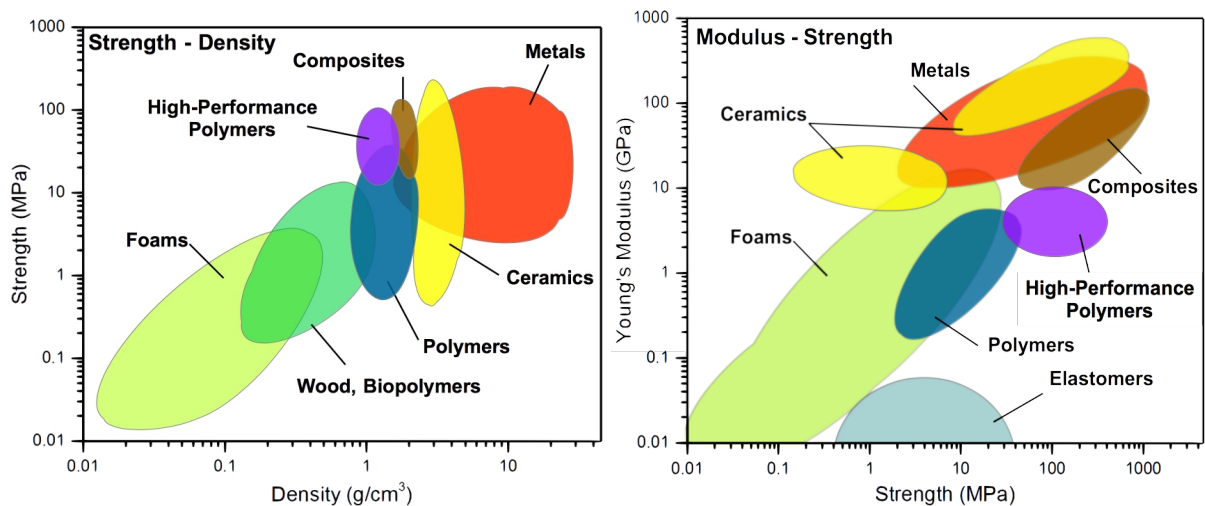 Strength - Density
Strength (MPa)
1000
100
10
1
0.1
0.01
Composites
Metals
High-Performance
Polymers
Foams
Ceramics
Polymers
Wood, Biopolymers
0.01
0.1
1
10
Density (g/cm³)
Modulus - Strength
Young's Modulus (GPa)
1000
100
10
1
0.1
0.01
Metals
Ceramics
Composites
Foams
High-Performance
Polymers
Polymers
Elastomers
0.01
0.1
1
10
100
1000
Strength (MPa)